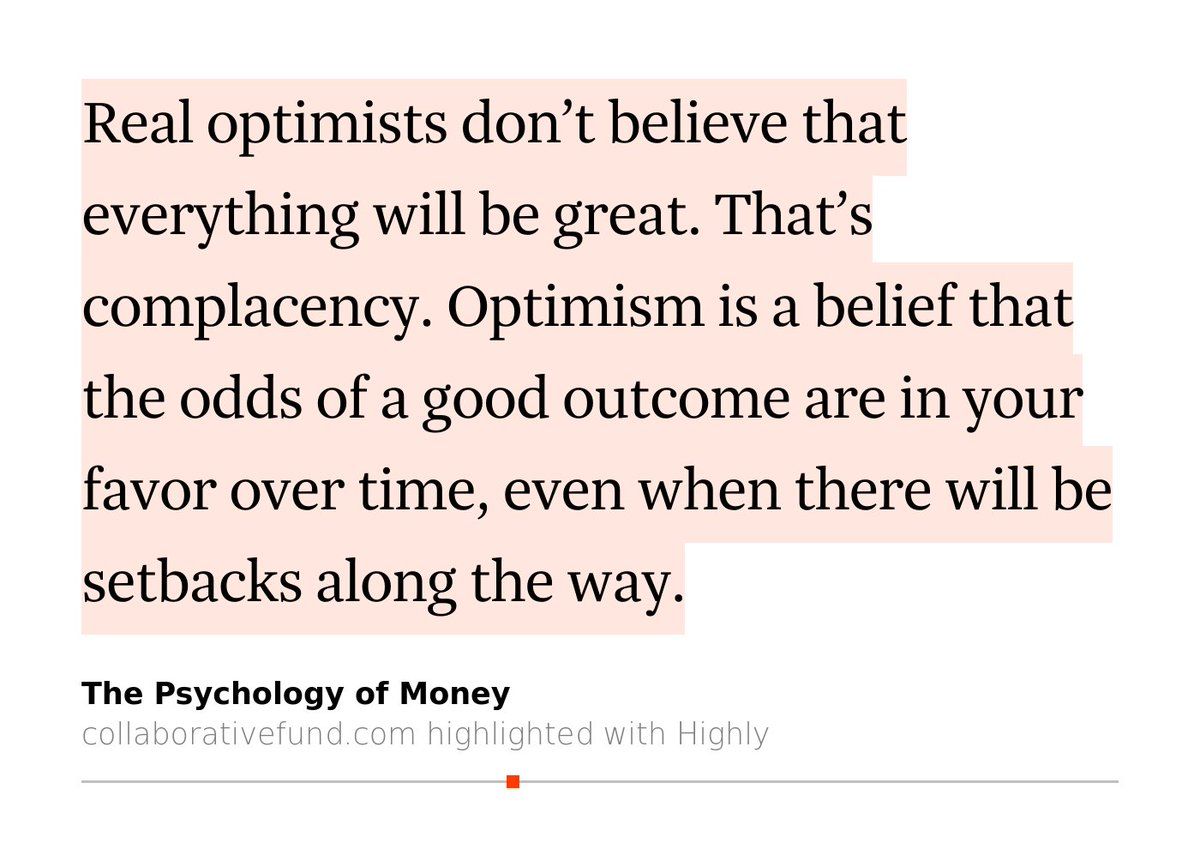 Real optimists don’t believe that
everything will be great. That’s
complacency. Optimism is a belief that
the odds of a good outcome are in your
favor over time, even when there will be
setbacks along the way.
The Psychology of Money
collaborativefund.com highlighted with Highly